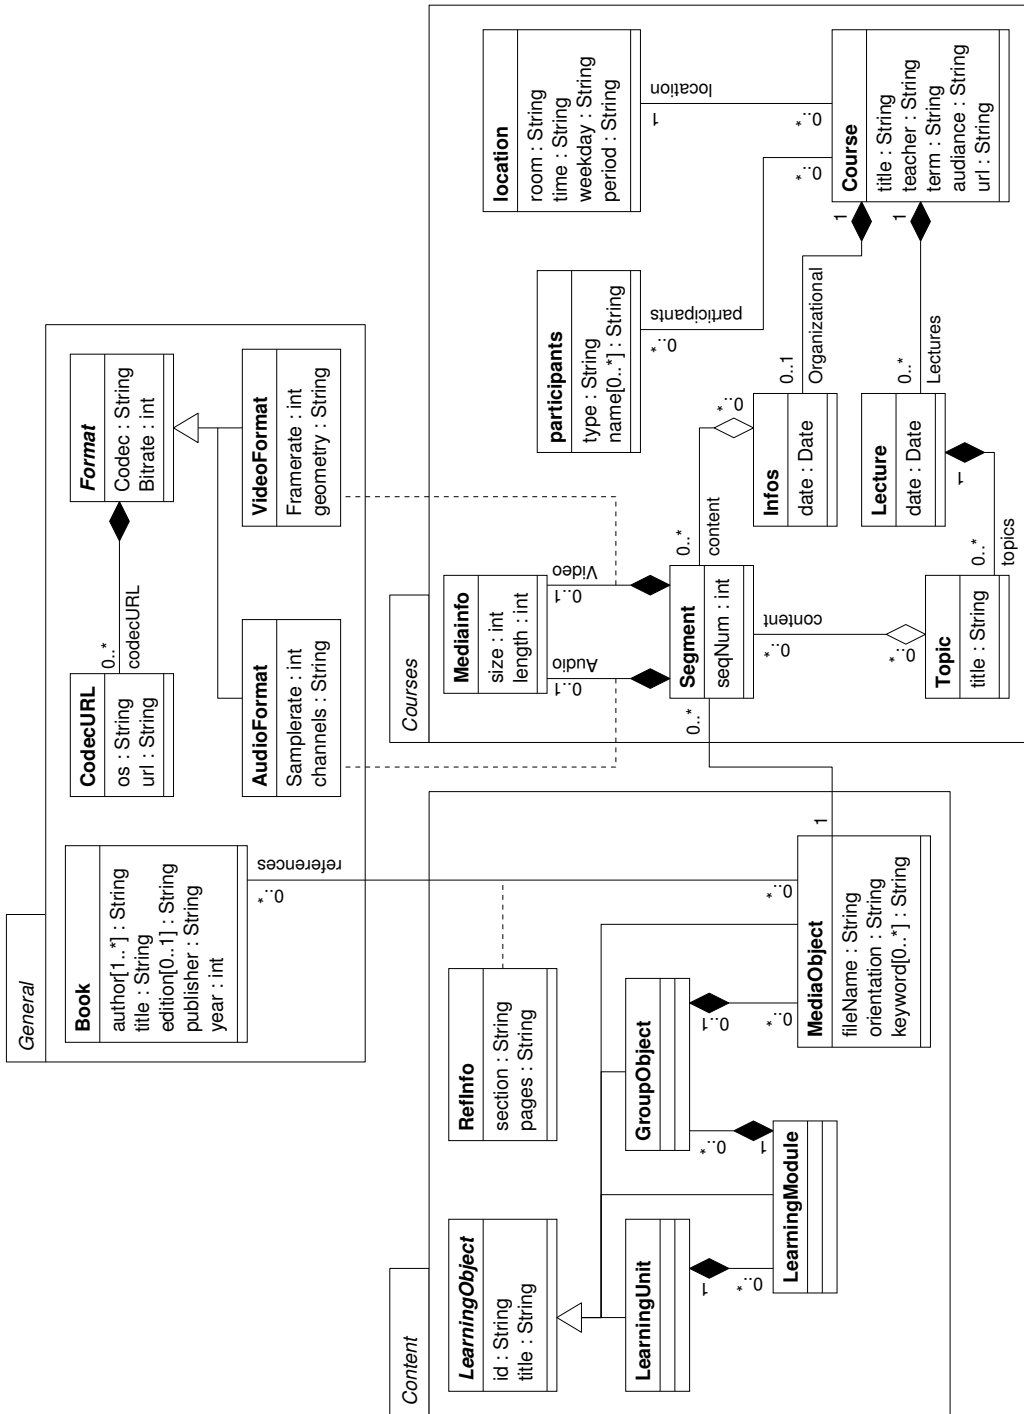 General
Book
author[1..*] : String
title : String
edition[0..1] : String
publisher : String
year : int
CodecURL
os : String
url : String
0..*
codecURL
Format
Codec : String
Bitrate : int
AudioFormat
Samplerate : int
channels : String
VideoFormat
Framerate : int
geometry : String
0..*
references
Content
LearningObject
id : String
title : String
RefInfo
section : String
pages : String
LearningUnit
1
0..*
LearningModule
GroupObject
0..*
1
0..1
0..*
0..*
MediaObject
fileName : String
orientation : String
keyword[0..*] : String
1
Courses
Mediainfo
size : int
length : int
0..1
Audio
0..1
Video
0..*
Segment
seqNum : int
0..*
content
0..*
content
0..*
0..*
Topic
title : String
0..*
topics
participants
type : String
name[0..*] : String
0..*
participants
Infos
date : Date
0..*
0..1
Organizational
Lecture
date : Date
1
0..*
Lectures
location
room : String
time : String
weekday : String
period : String
1
location
0..*
0..*
1
1
Course
title : String
teacher : String
term : String
audiance : String
url : String